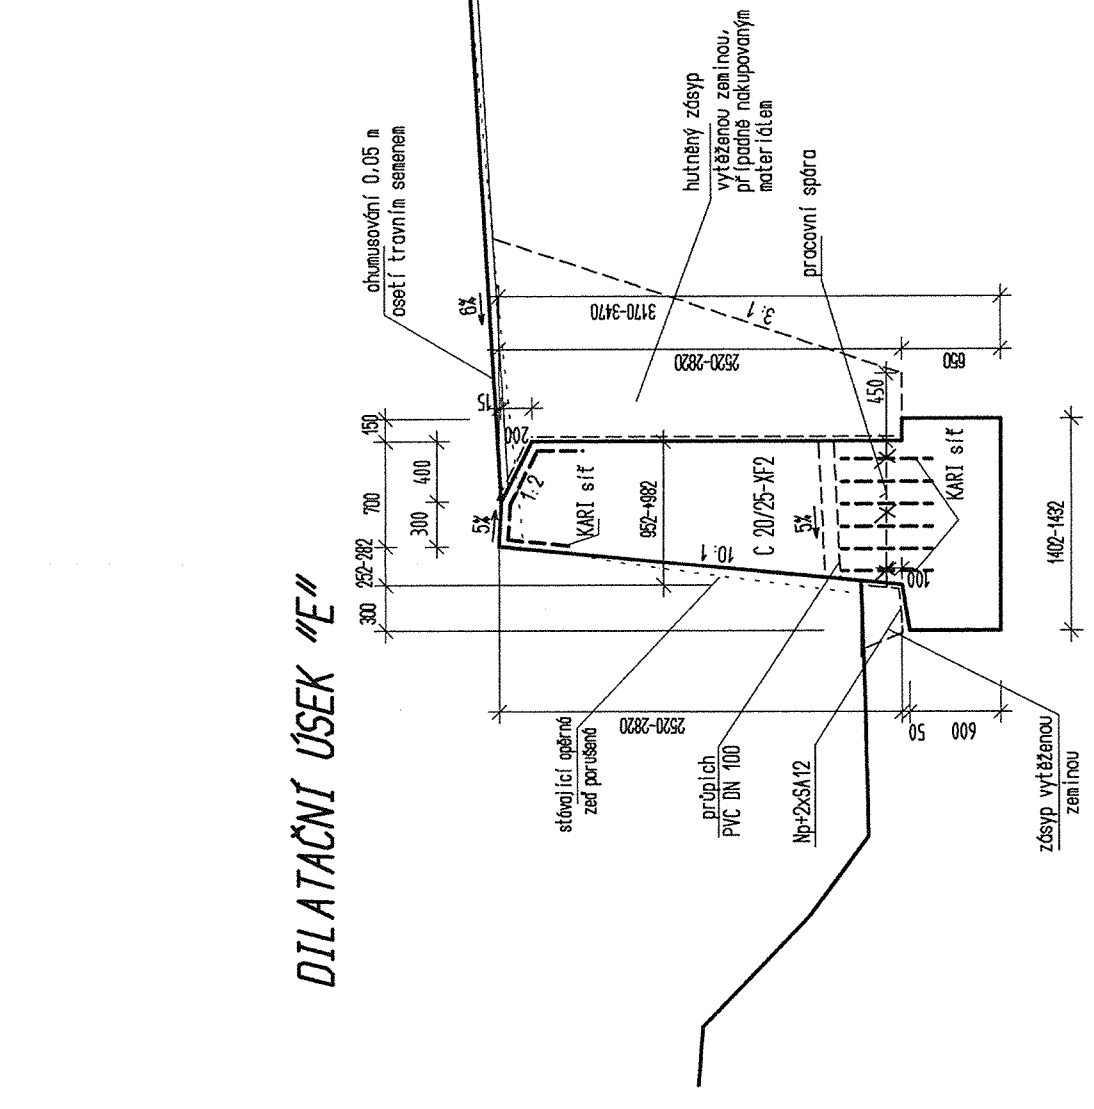 DILATAČNÍ ÚSEK "E"
ohumusování 0,05 m
osetí travním semenem
hutněný zásyp
vytěženou zeminou,
případně nakupovaným
materiálem
pracovní spára
300
252-282
700
150
300
400
15
200
6%
5%
1:2
KARI síť
952-982
C 20/25-XF2
10:1
5%
3170-3470
2520-2820
3:1
450
650
KARI síť
100
1402-1432
2520-2820
50
600
stávající opěrná
zeď porušená
průpich
PVC DN 100
Np+2xSA12
zásyp vytěženou
zeminou